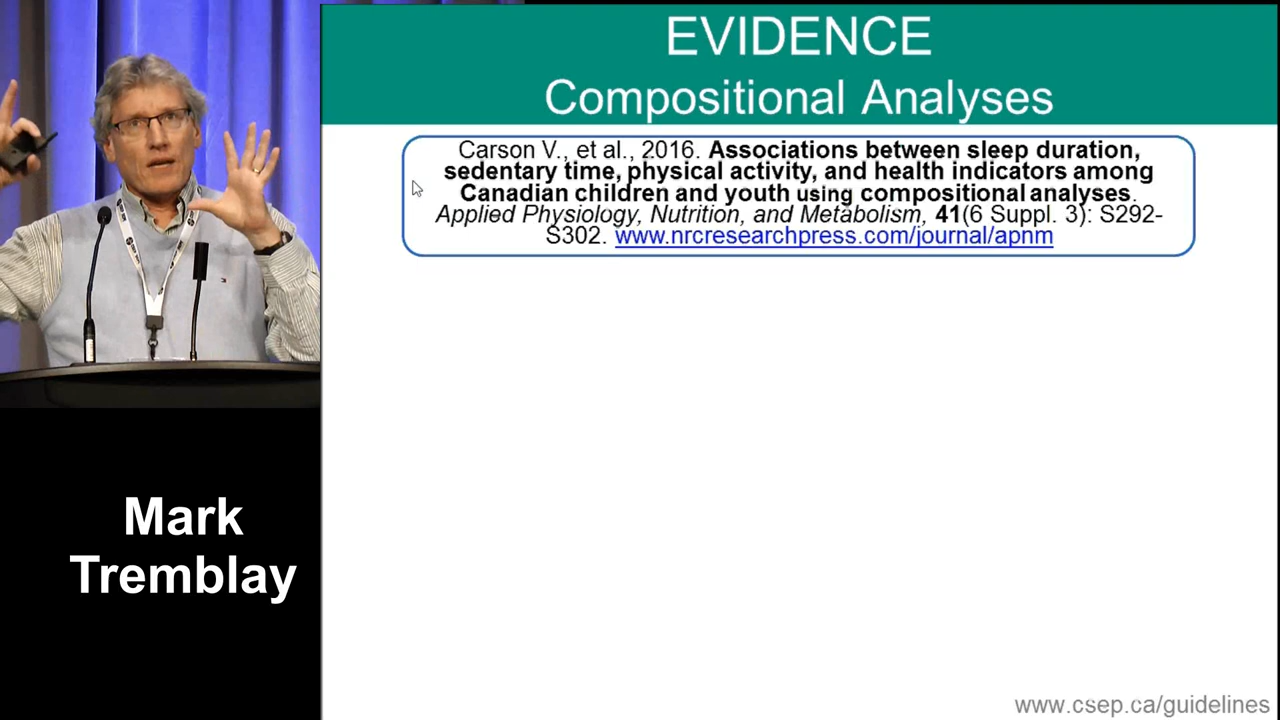 EVIDENCE
Compositional Analyses
Carson V., et al., 2016. Associations between sleep duration,
sedentary time, physical activity, and health indicators among
Canadian children and youth using compositional analyses.
Applied Physiology, Nutrition, and Metabolism, 41(6 Suppl. 3): S292-
S302. www.nrcresearchpress.com/journal/apnm
Mark
Tremblay
www.csep.ca/guidelines